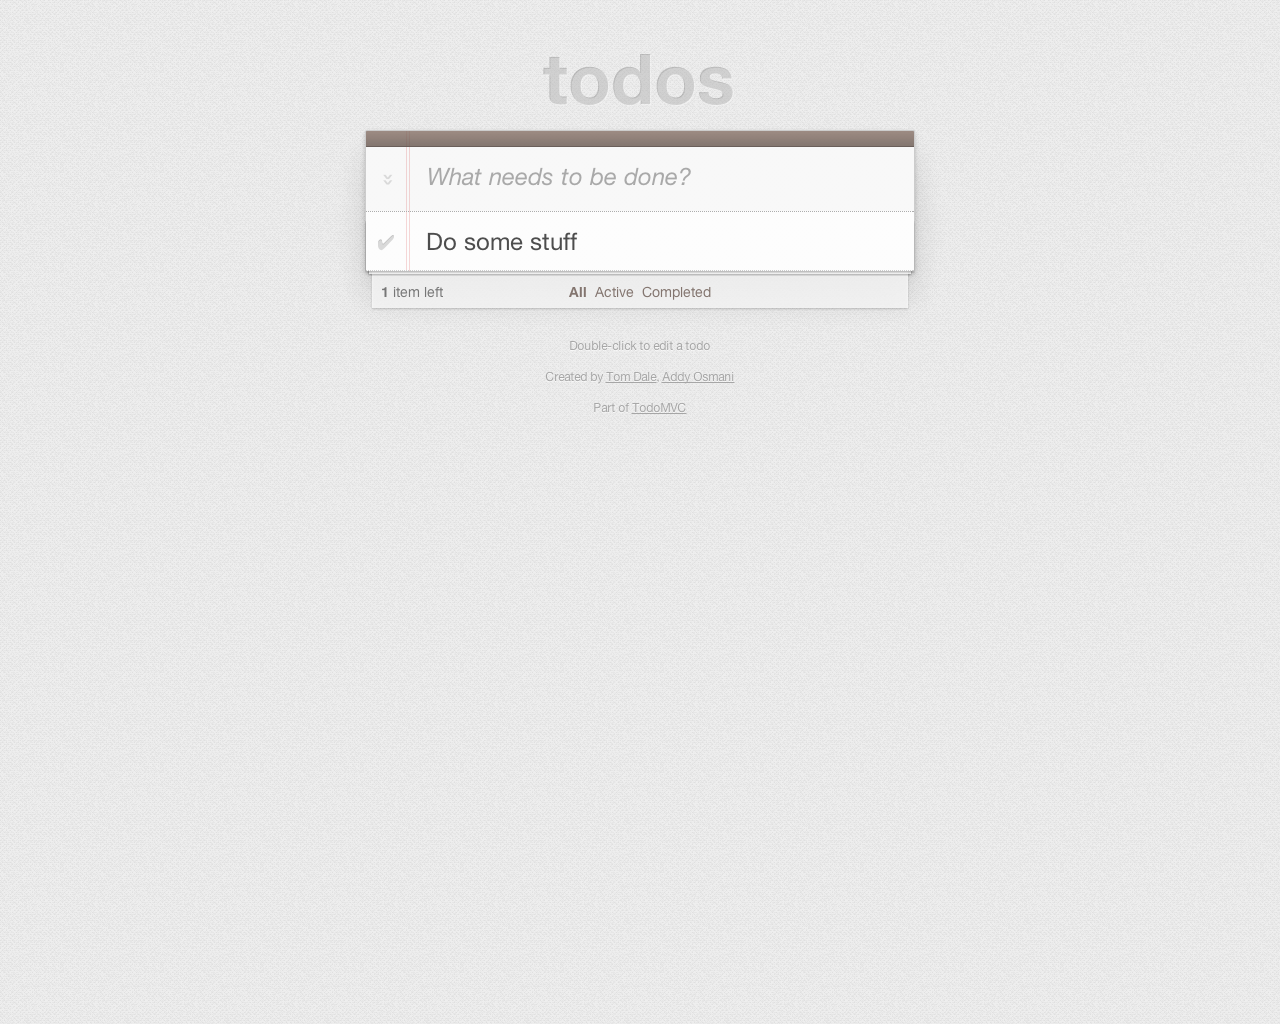 todos
What needs to be done?
Do some stuff
1 item left All Active Completed
Double-click to edit a todo
Created by Tom Dale, Addy Osmani
Part of TodoMVC